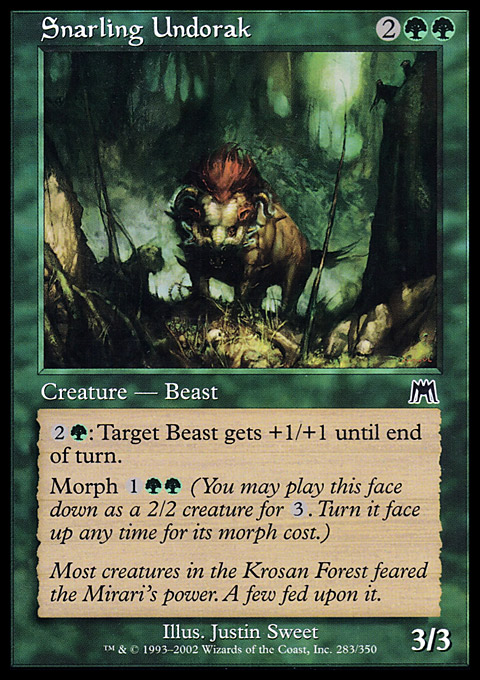 Snarling Undorak 2
Creature — Beast
2 : Target Beast gets +1/+1 until end
of turn.
Morph 1 (You may play this face
down as a 2/2 creature for 3. Turn it face
up any time for its morph cost.)
Most creatures in the Krosan Forest feared
the Mirari's power. A few fed upon it.
Illus. Justin Sweet
3/3
™ & © 1993–2002 Wizards of the Coast, Inc. 283/350